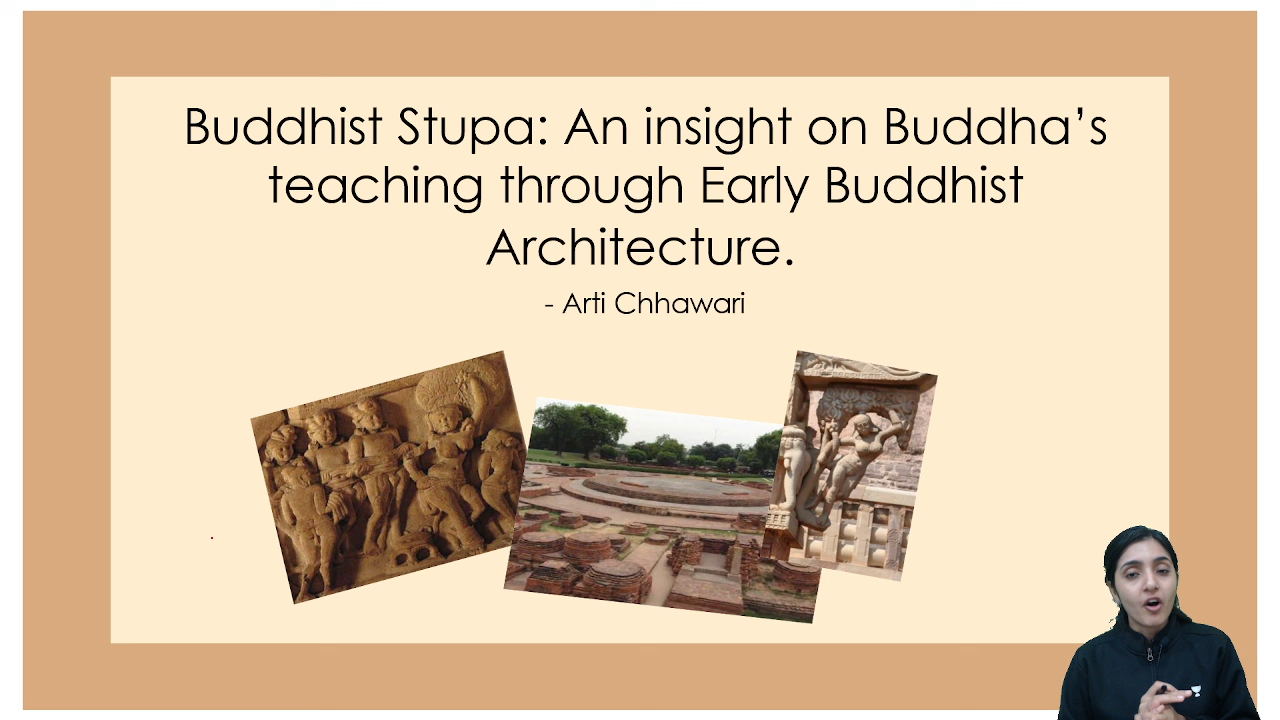 Buddhist Stupa: An insight on Buddha’s
teaching through Early Buddhist
Architecture.
- Arti Chhawari